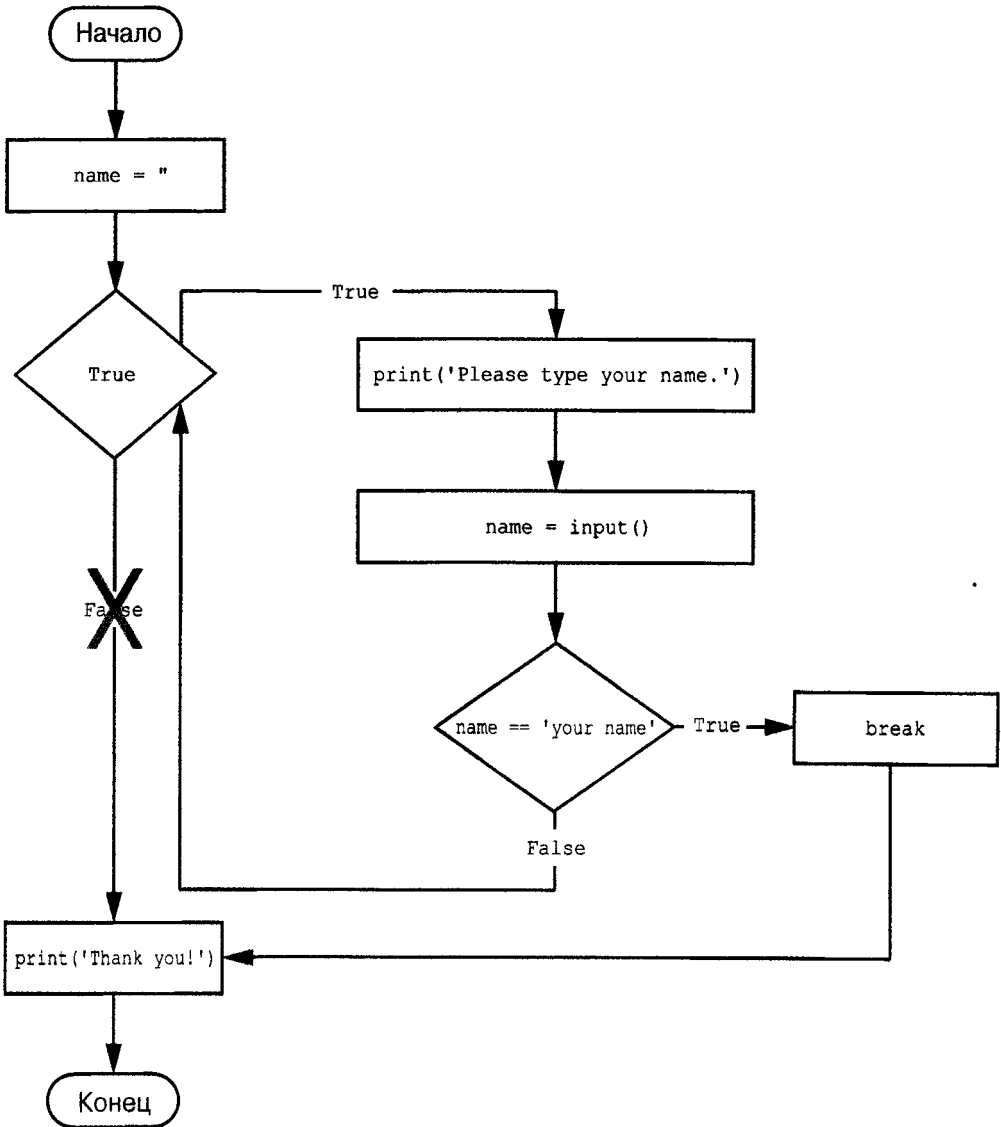 Начало
name = "
True
True
print('Please type your name.')
name = input()
False
name == 'your name'
True
break
False
print('Thank you!')
Конец